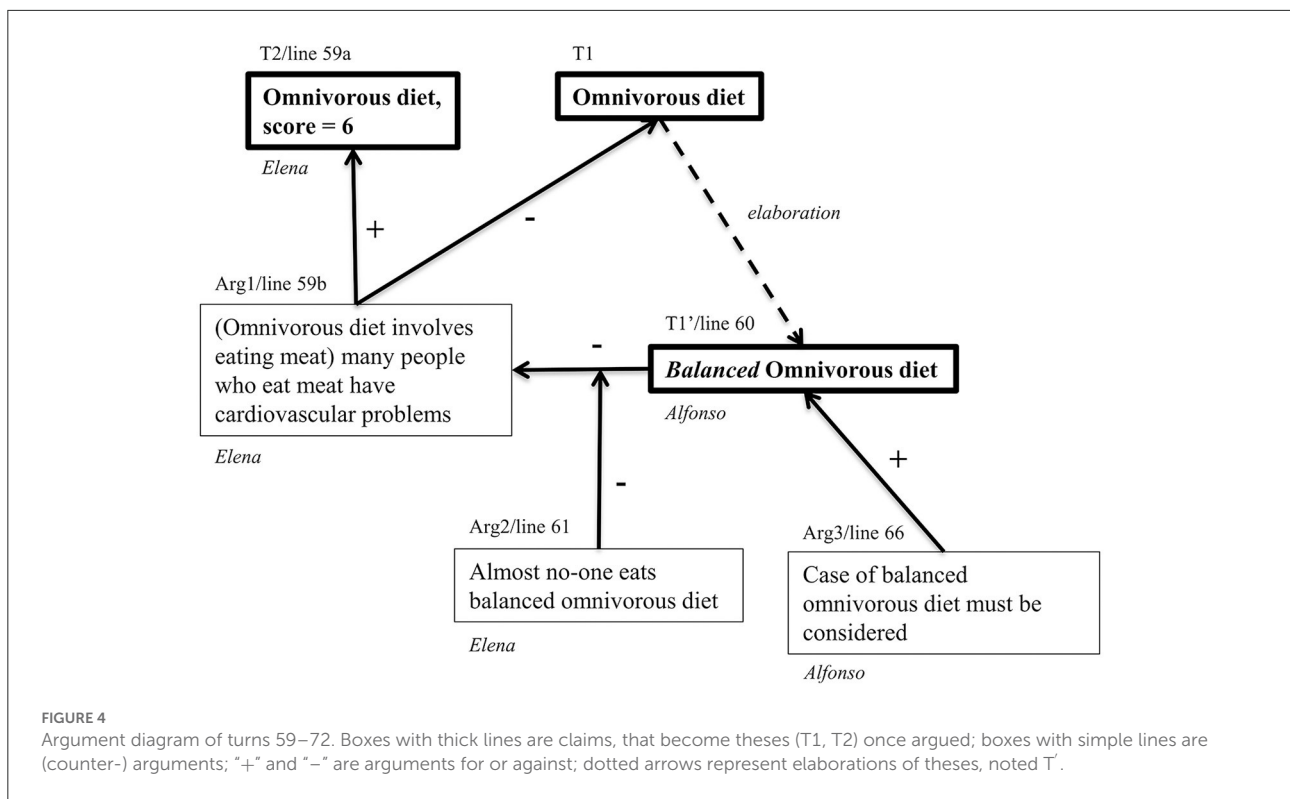 T2/line 59a
Omnivorous diet,
score = 6
Elena
T1
Omnivorous diet
+
-
elaboration
Arg1/line 59b
(Omnivorous diet involves
eating meat) many people
who eat meat have
cardiovascular problems
Elena
-
T1’/line 60
Balanced Omnivorous diet
Alfonso
-
+
Arg2/line 61
Almost no-one eats
balanced omnivorous diet
Elena
Arg3/line 66
Case of balanced
omnivorous diet must be
considered
Alfonso
FIGURE 4
Argument diagram of turns 59–72. Boxes with thick lines are claims, that become theses (T1, T2) once argued; boxes with simple lines are
(counter-) arguments; “+” and “–” are arguments for or against; dotted arrows represent elaborations of theses, noted T′.